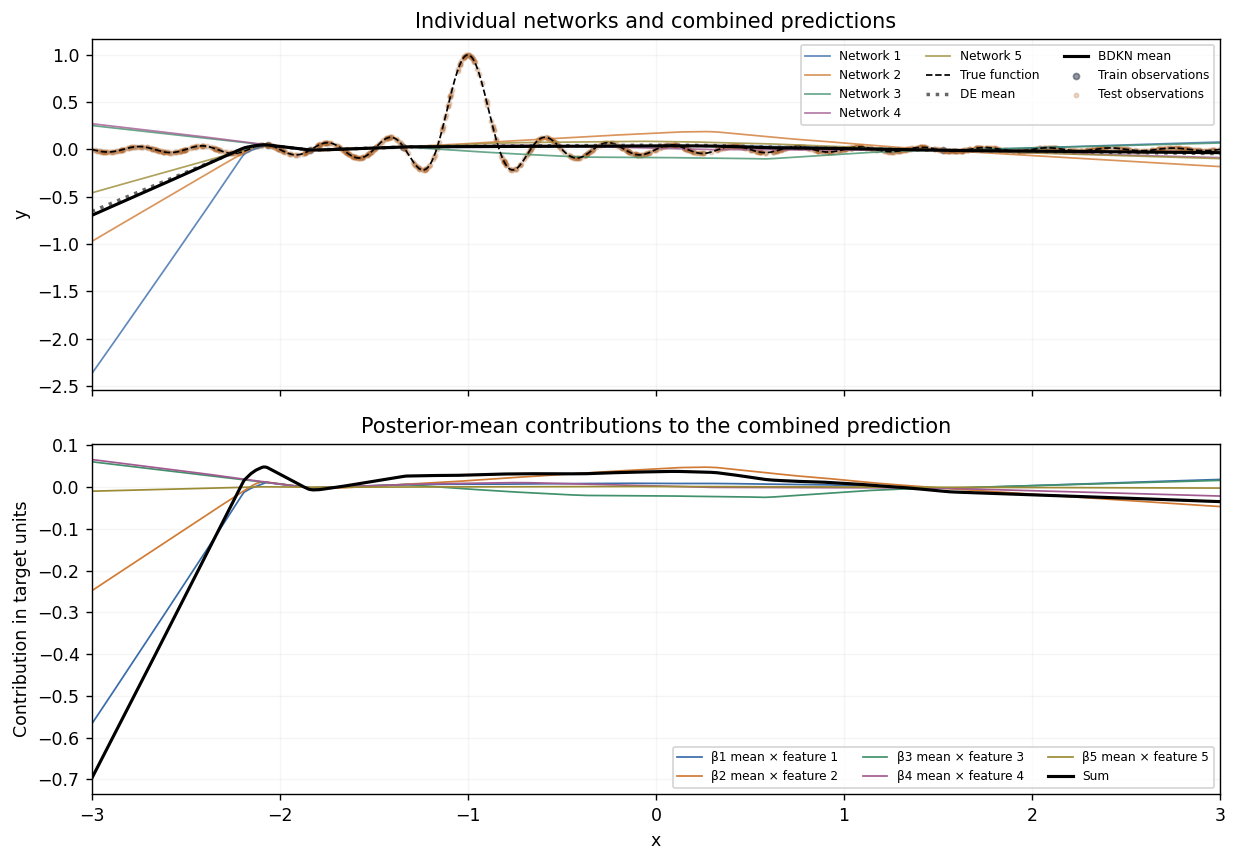 Individual networks and combined predictions
1.0
0.5
0.0
−0.5
−1.0
−1.5
−2.0
−2.5
y
Network 1
Network 2
Network 3
Network 4
Network 5
True function
DE mean
BDKN mean
Train observations
Test observations
Posterior-mean contributions to the combined prediction
0.1
0.0
−0.1
−0.2
−0.3
−0.4
−0.5
−0.6
−0.7
Contribution in target units
β1 mean × feature 1
β2 mean × feature 2
β3 mean × feature 3
β4 mean × feature 4
β5 mean × feature 5
Sum
−3
−2
−1
0
1
2
3
x